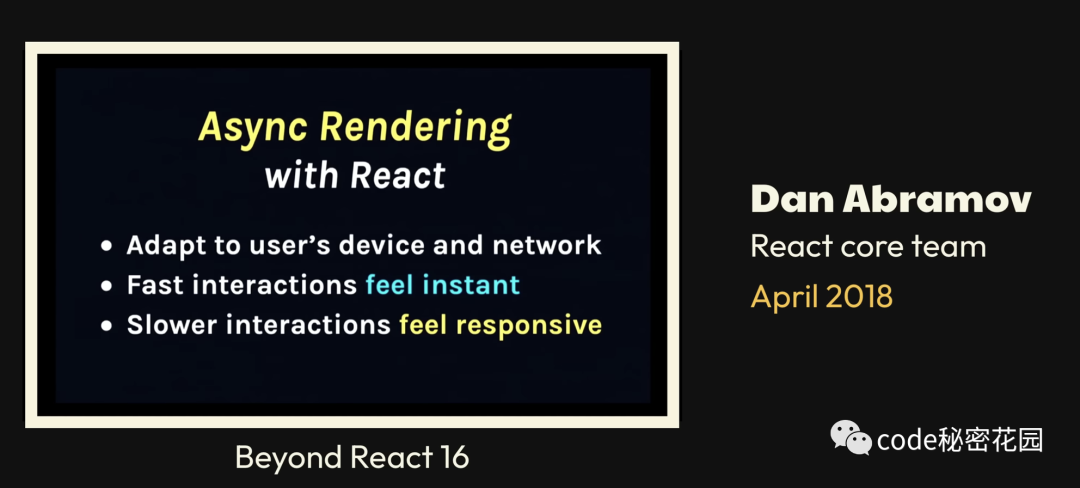 Async Rendering
with React
• Adapt to user’s device and network
• Fast interactions feel instant
• Slower interactions feel responsive
Beyond React 16
Dan Abramov
React core team
April 2018
code秘密花园